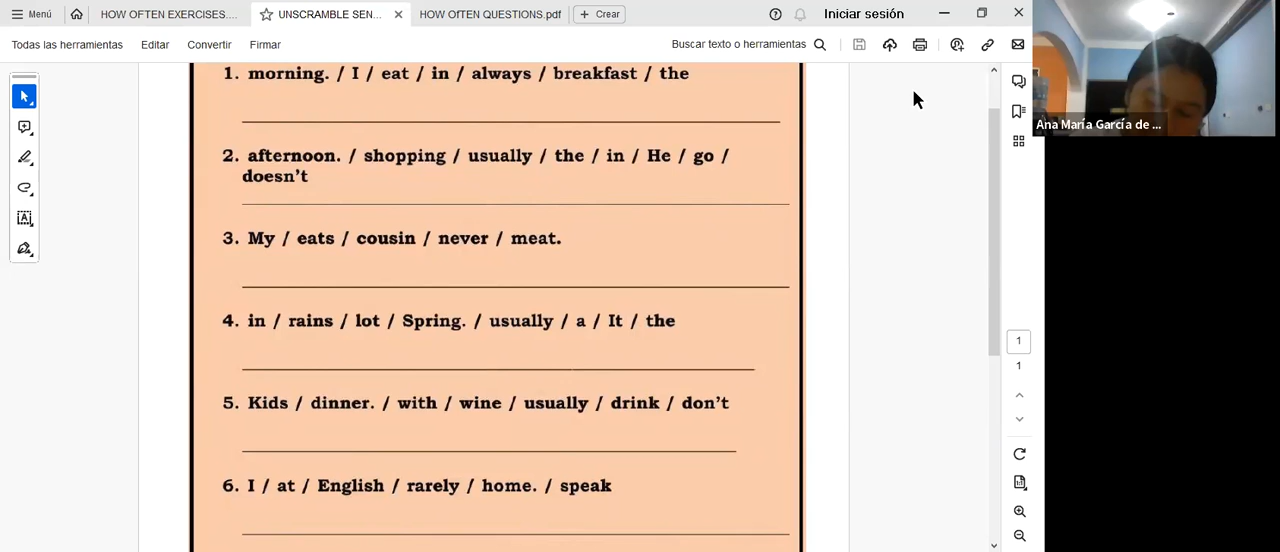 Menú HOW OFTEN EXERCISES.... UNSCRAMBLE SEN... HOW OfTEN QUESTIONS.pdf Crear Iniciar sesión
Todas las herramientas Editar Convertir Firmar Buscar texto o herramientas
1. morning. / I / eat / in / always / breakfast / the
Ana María García de ...
2. afternoon. / shopping / usually / the / in / He / go /
doesn't
3. My / eats / cousin / never / meat.
4. in / rains / lot / Spring. / usually / a / It / the
1
1
5. Kids / dinner. / with / wine / usually / drink / don't
6. I / at / English / rarely / home. / speak